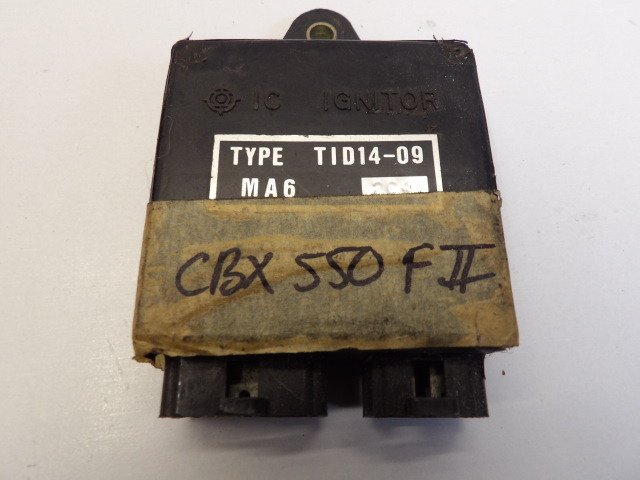 IC IGNITOR
TYPE TID14-09
MA6
CBX 550 F II